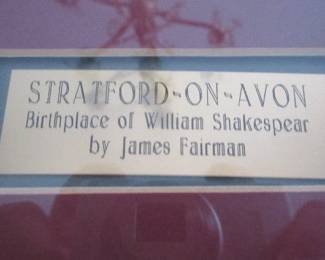 STRATFORD-ON-AVON
Birthplace of William Shakespear
by James Fairman